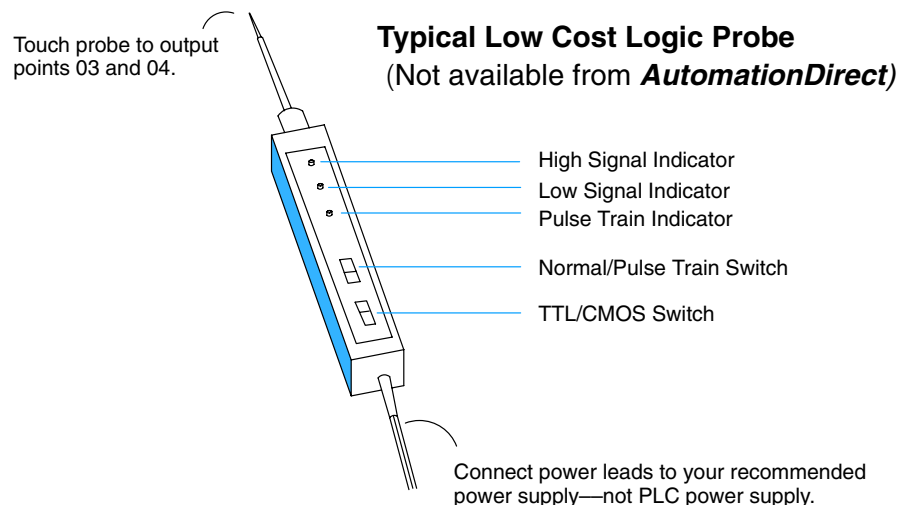 Touch probe to output
points 03 and 04.
Typical Low Cost Logic Probe
(Not available from AutomationDirect)
High Signal Indicator
Low Signal Indicator
Pulse Train Indicator
Normal/Pulse Train Switch
TTL/CMOS Switch
Connect power leads to your recommended
power supply—not PLC power supply.